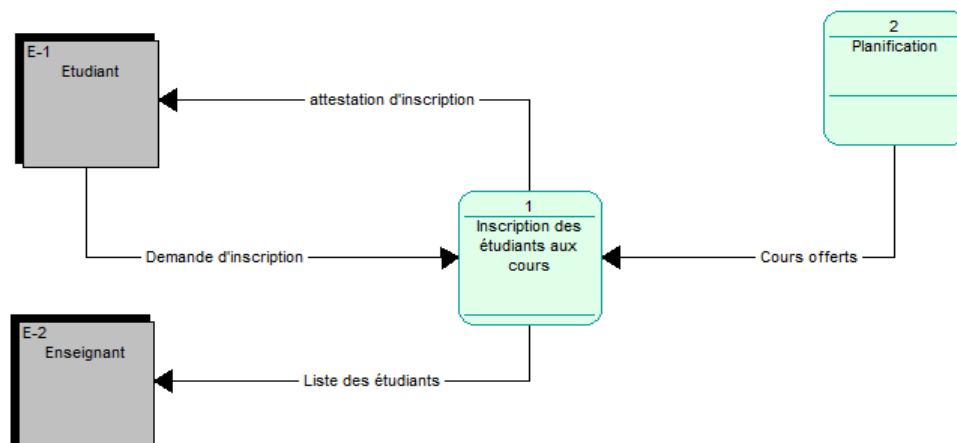 E-1
Etudiant
2
Planification
attestation d'inscription
1
Inscription des
étudiants aux
cours
Demande d'inscription
Cours offerts
E-2
Enseignant
Liste des étudiants